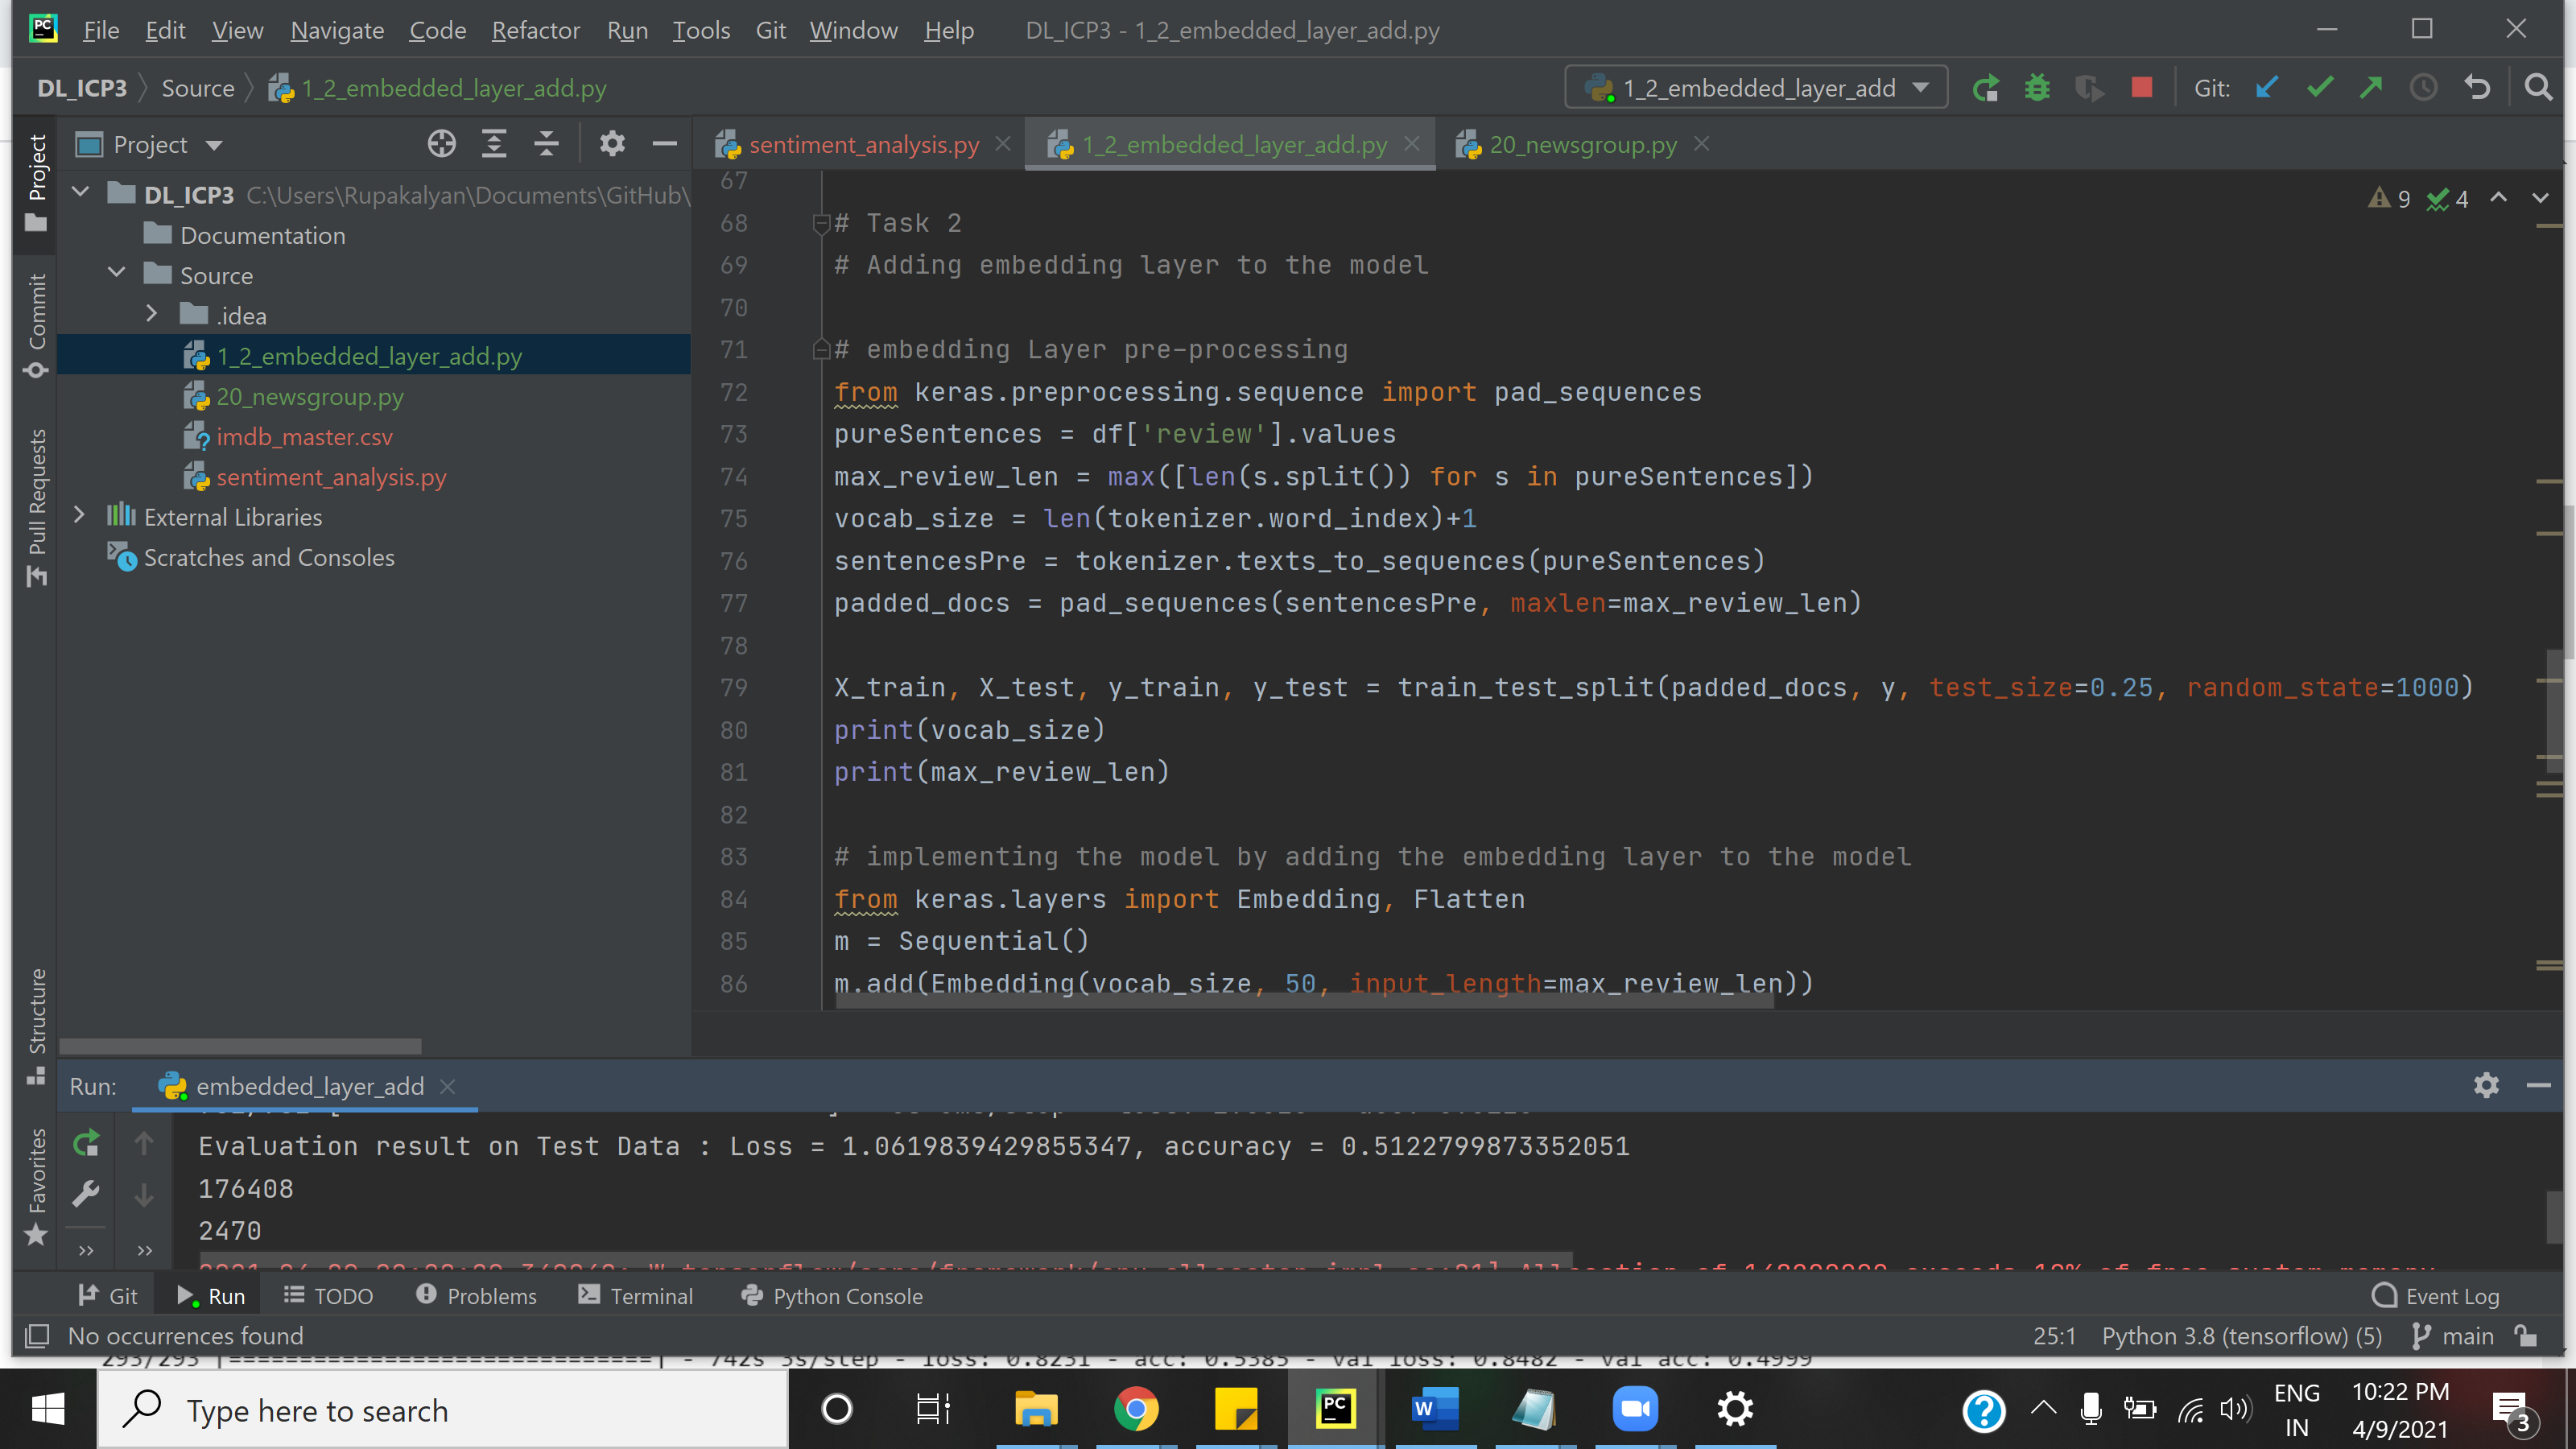 File Edit View Navigate Code Refactor Run Tools Git Window Help DL_ICP3 - 1_2_embedded_layer_add.py
DL_ICP3 Source 1_2_embedded_layer_add.py 1_2_embedded_layer_add Git:
Project
Commit
Pull Requests
Structure
Favorites
Project
DL_ICP3 C:\Users\Rupakalyan\Documents\GitHub\
Documentation
Source
.idea
1_2_embedded_layer_add.py
20_newsgroup.py
imdb_master.csv
sentiment_analysis.py
External Libraries
Scratches and Consoles
sentiment_analysis.py 1_2_embedded_layer_add.py 20_newsgroup.py
9 4
67
68 # Task 2
69 # Adding embedding layer to the model
70
71 # embedding Layer pre-processing
72 from keras.preprocessing.sequence import pad_sequences
73 pureSentences = df['review'].values
74 max_review_len = max([len(s.split()) for s in pureSentences])
75 vocab_size = len(tokenizer.word_index)+1
76 sentencesPre = tokenizer.texts_to_sequences(pureSentences)
77 padded_docs = pad_sequences(sentencesPre, maxlen=max_review_len)
78
79 X_train, X_test, y_train, y_test = train_test_split(padded_docs, y, test_size=0.25, random_state=1000)
80 print(vocab_size)
81 print(max_review_len)
82
83 # implementing the model by adding the embedding layer to the model
84 from keras.layers import Embedding, Flatten
85 m = Sequential()
86 m.add(Embedding(vocab_size, 50, input_length=max_review_len))
Run: embedded_layer_add
Evaluation result on Test Data : Loss = 1.0619839429855347, accuracy = 0.5122799873352051
176408
2470
Git Run TODO Problems Terminal Python Console Event Log
No occurrences found 25:1 Python 3.8 (tensorflow) (5) main
293/293 [==============================] - 742s 3s/step - loss: 0.8231 - acc: 0.5385 - val_loss: 0.8482 - val_acc: 0.4999
Type here to search ENG IN 10:22 PM 4/9/2021 3